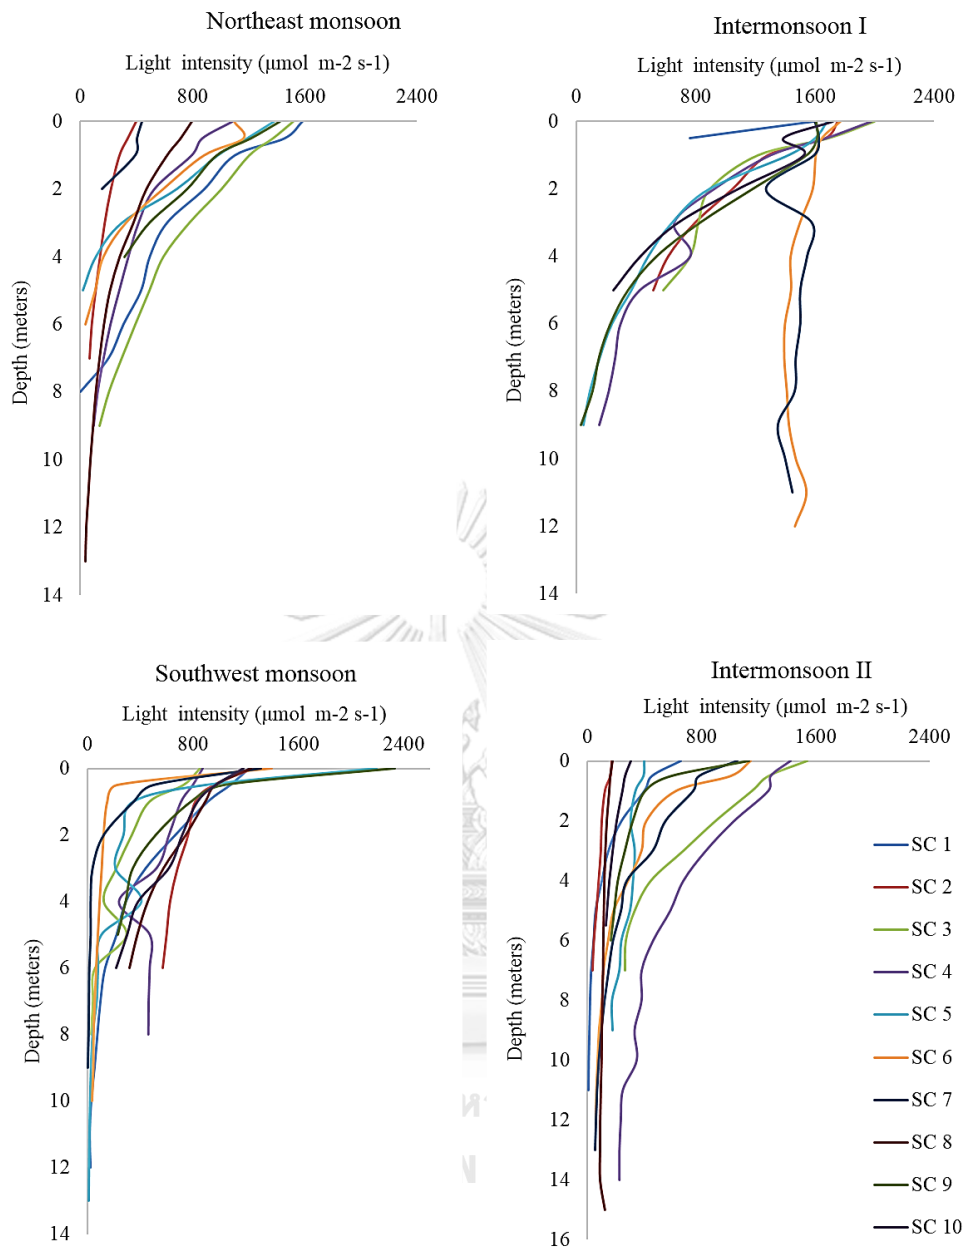 Northeast monsoon
Light intensity (μmol m-2 s-1)
0 800 1600 2400
0
2
4
6
8
10
12
14
Depth (meters)
Intermonsoon I
Light intensity (μmol m-2 s-1)
0 800 1600 2400
0
2
4
6
8
10
12
14
Depth (meters)
Southwest monsoon
Light intensity (μmol m-2 s-1)
0 800 1600 2400
0
2
4
6
8
10
12
14
Depth (meters)
Intermonsoon II
Light intensity (μmol m-2 s-1)
0 800 1600 2400
0
2
4
6
8
10
12
14
16
Depth (meters)
SC 1
SC 2
SC 3
SC 4
SC 5
SC 6
SC 7
SC 8
SC 9
SC 10